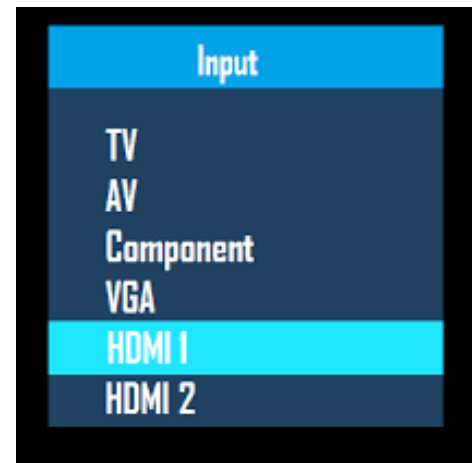 Input
TV
AV
Component
VGA
HDMI 1
HDMI 2